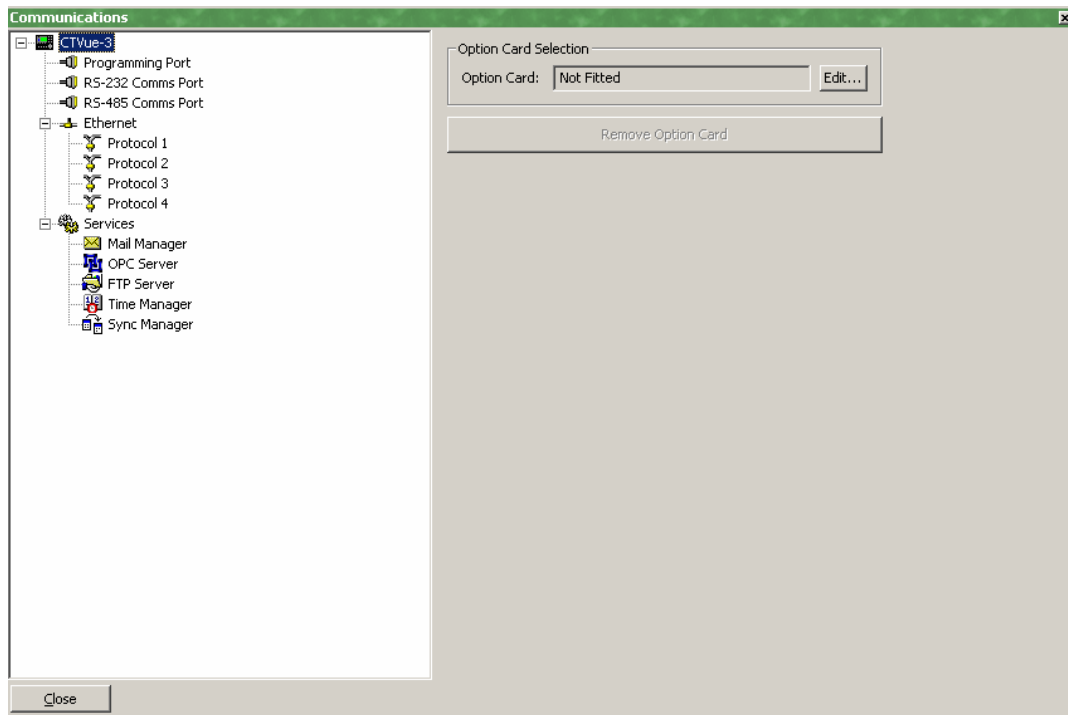 Communications
CTVue-3
Programming Port
RS-232 Comms Port
RS-485 Comms Port
Ethernet
Protocol 1
Protocol 2
Protocol 3
Protocol 4
Services
Mail Manager
OPC Server
FTP Server
Time Manager
Sync Manager
Option Card Selection
Option Card: Not Fitted Edit...
Remove Option Card
Close